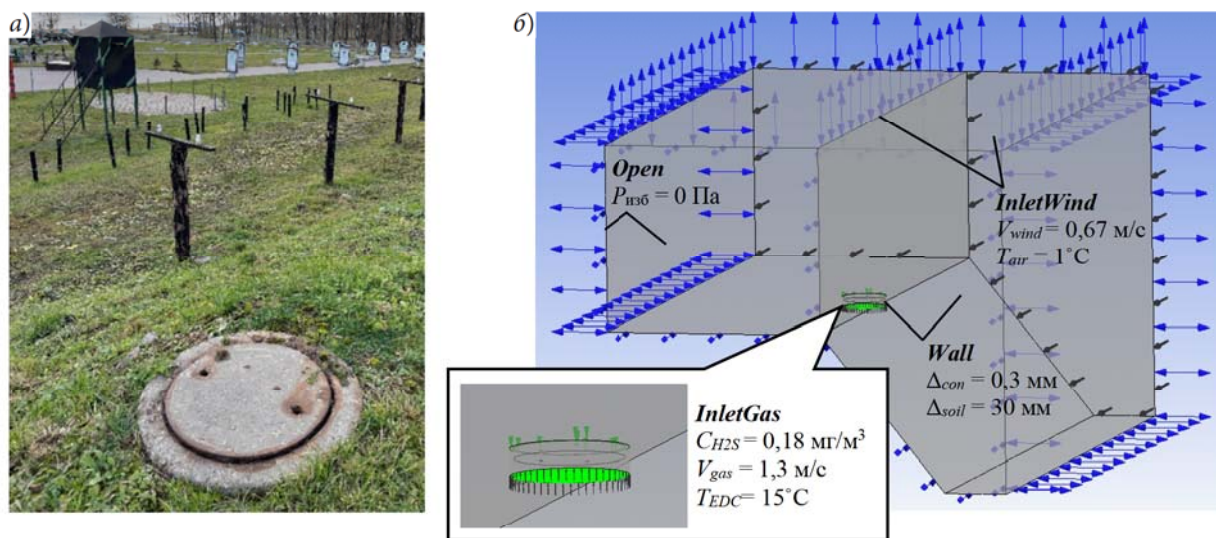 а)
б)
Open
Pизб = 0 Па
InletWind
Vwind = 0,67 м/с
Tair = 1˚C
Wall
Δcon = 0,3 мм
Δsoil = 30 мм
InletGas
CH2S = 0,18 мг/м³
Vgas = 1,3 м/с
TEDC= 15˚C